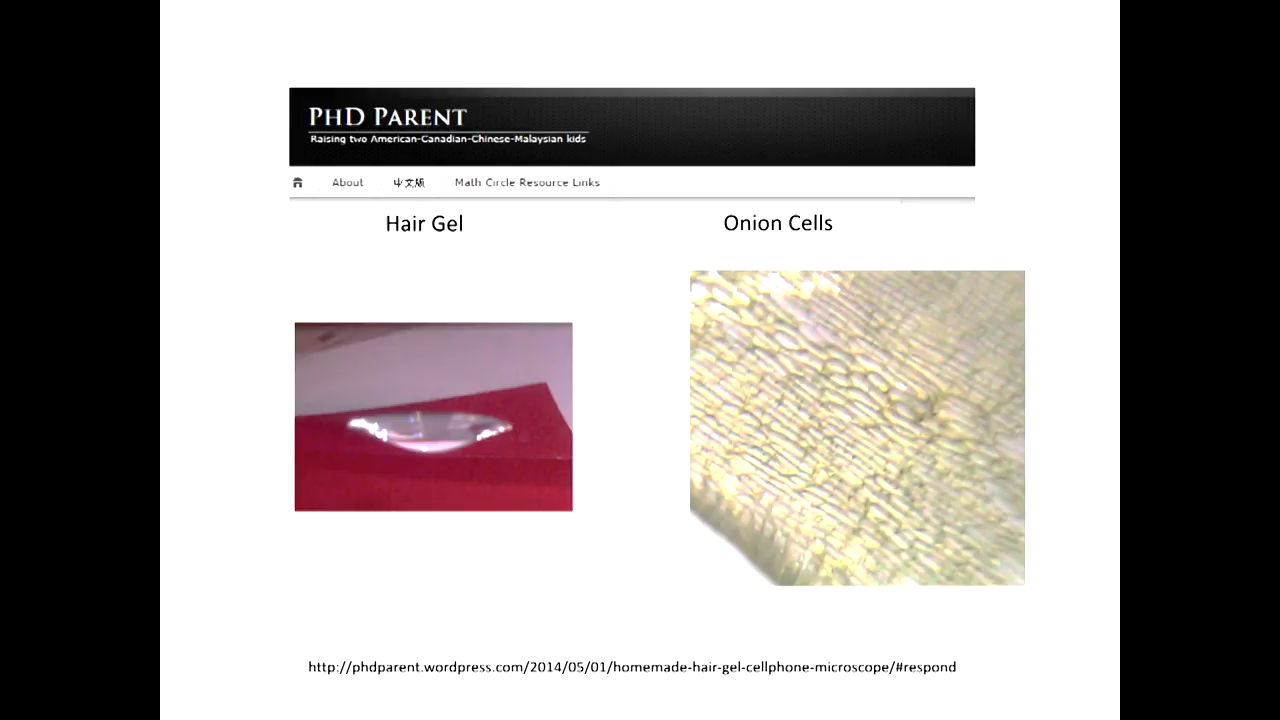 PHD PARENT
Raising two American-Canadian-Chinese-Malaysian kids
About 中文版 Math Circle Resource Links
Hair Gel Onion Cells
http://phdparent.wordpress.com/2014/05/01/homemade-hair-gel-cellphone-microscope/#respond